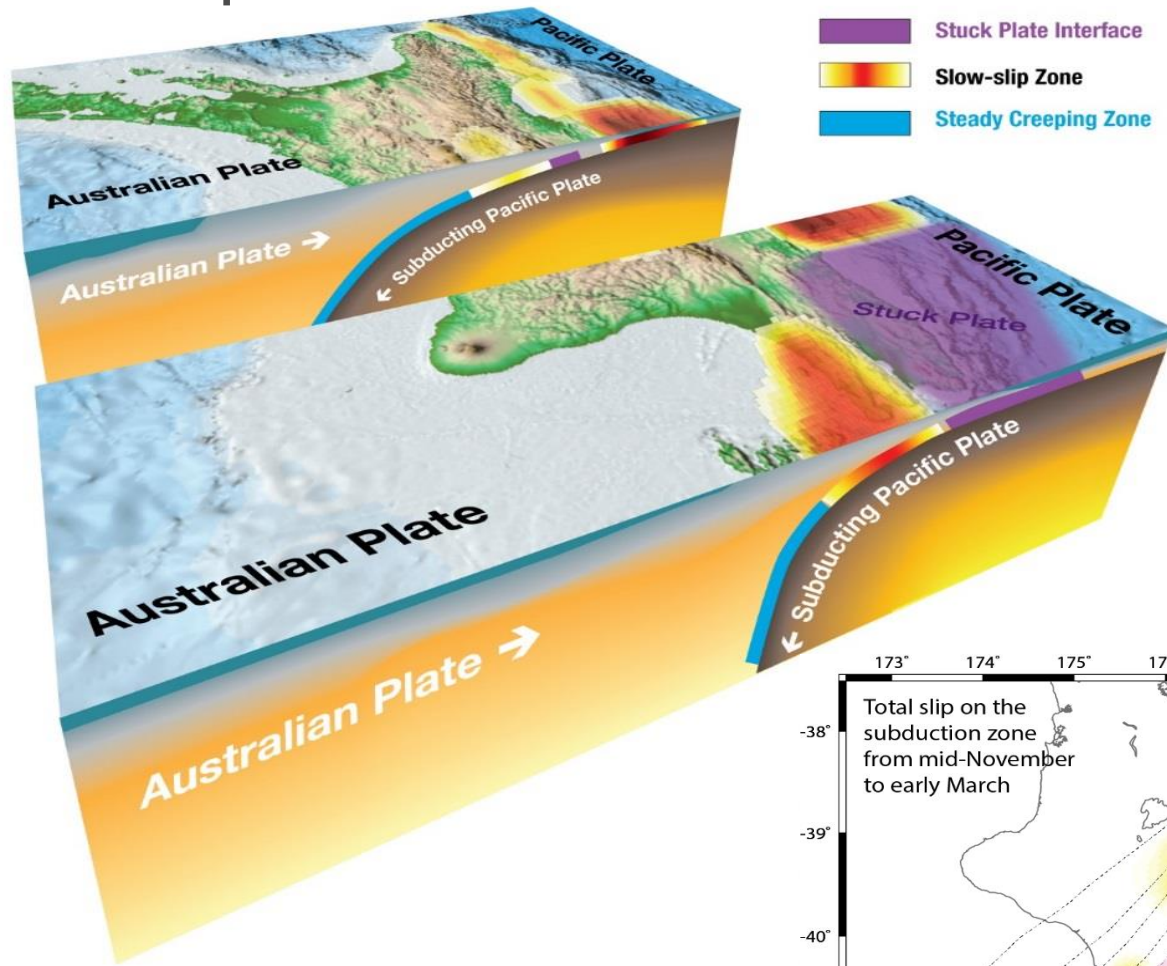 Pacific Plate
Australian Plate
Australian Plate →
← Subducting Pacific Plate
Stuck Plate Interface
Slow-slip Zone
Steady Creeping Zone
Pacific Plate
Stuck Plate
Australian Plate
Australian Plate →
← Subducting Pacific Plate
173° 174° 175°
Total slip on the
subduction zone
from mid-November
to early March
-38°
-39°
-40°